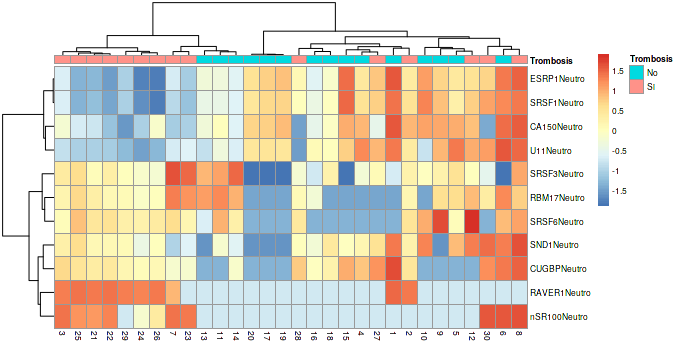 Trombosis
ESRP1Neutro
SRSF1Neutro
CA150Neutro
U11Neutro
SRSF3Neutro
RBM17Neutro
SRSF6Neutro
SND1Neutro
CUGBPNeutro
RAVER1Neutro
nSR100Neutro
3 25 21 22 29 24 26 7 23 13 11 14 20 17 19 28 16 18 15 4 27 1 2 10 9 5 12 30 6 8
1.5
1
0.5
0
-0.5
-1
-1.5
Trombosis
No
SI